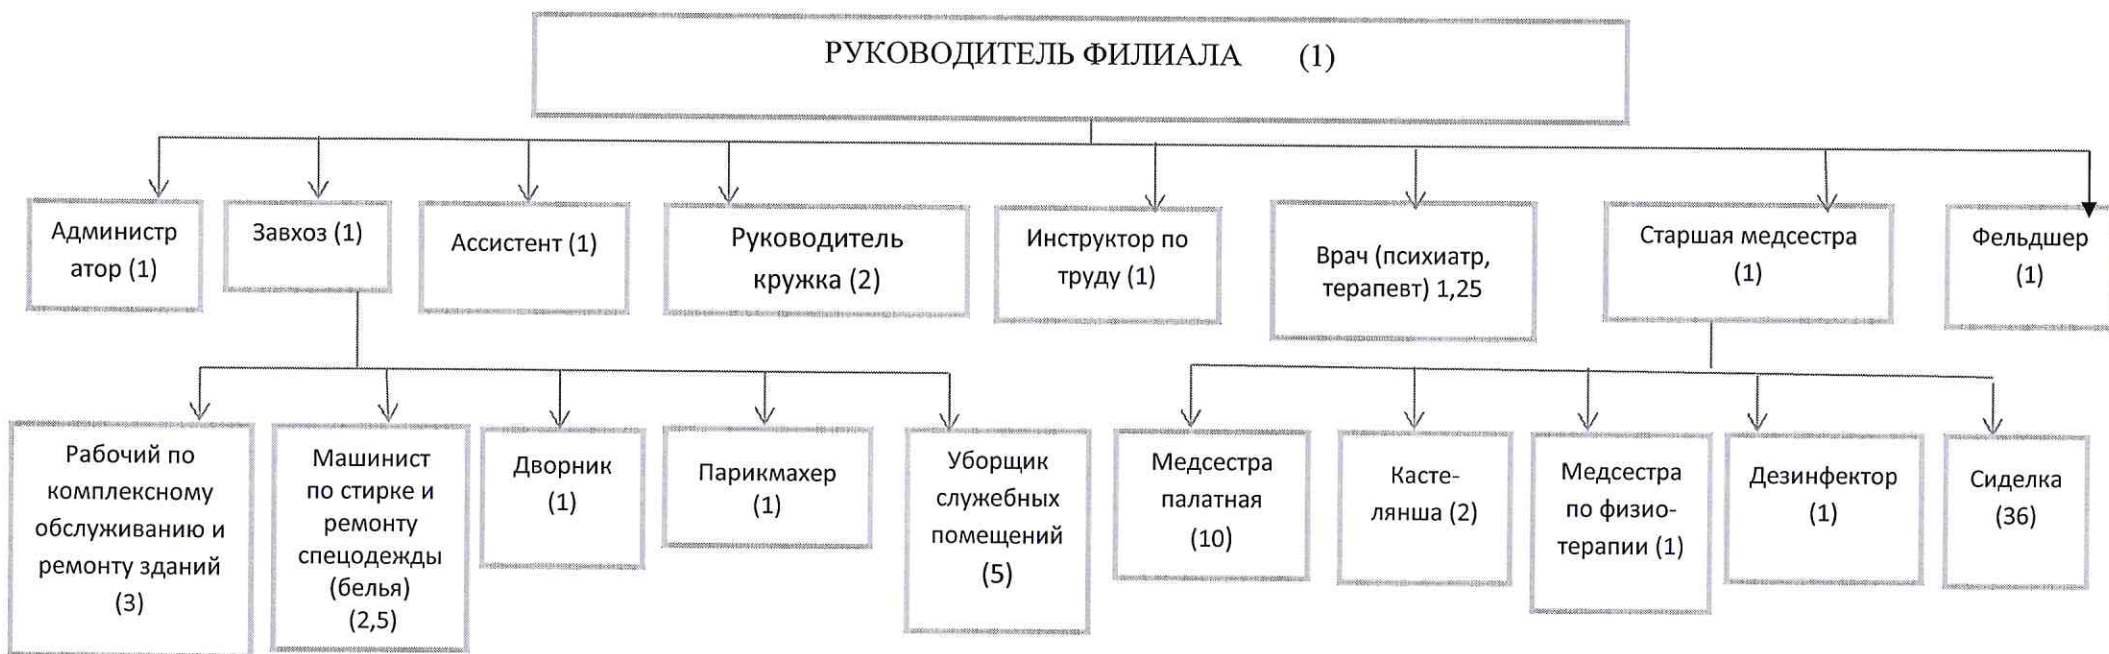 РУКОВОДИТЕЛЬ ФИЛИАЛА (1)
Администр
атор (1)
Завхоз (1)
Ассистент (1)
Руководитель
кружка (2)
Инструктор по
труду (1)
Врач (психиатр,
терапевт) 1,25
Старшая медсестра
(1)
Фельдшер
(1)
Рабочий по
комплексному
обслуживанию и
ремонту зданий
(3)
Машинист
по стирке и
ремонту
спецодежды
(белья)
(2,5)
Дворник
(1)
Парикмахер
(1)
Уборщик
служебных
помещений
(5)
Медсестра
палатная
(10)
Касте-
лянша (2)
Медсестра
по физио-
терапии (1)
Дезинфектор
(1)
Сиделка
(36)